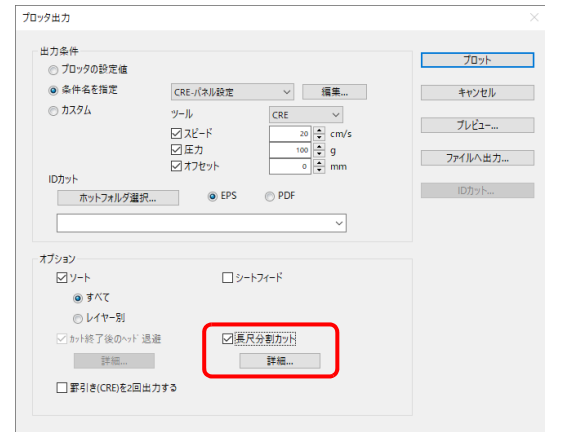 プロッタ出力
出力条件
プロッタの設定値
条件名を指定
CRE-パネル設定
編集...
カスタム
ツール
CRE
スピード
20
cm/s
圧力
100
g
オフセット
0
mm
IDカット
ホットフォルダ選択...
EPS
PDF
プロット
キャンセル
プレビュー...
ファイルへ出力...
IDカット...
オプション
ソート
シートフィード
すべて
レイヤー別
カット終了後のヘッド退避
長尺分割カット
詳細...
詳細...
罫引き(CRE)を2回出力する